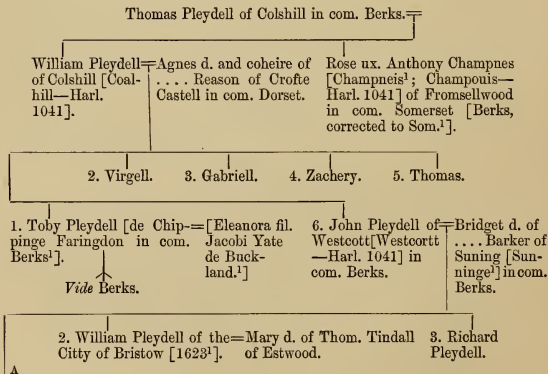 Thomas Pleydell of Colshill in com. Berks.=
William Pleydell=Agnes d. and coheire of
of Colshill [Coal-
hill—Harl.
1041].
.... Reason of Crofte
Castell in com. Dorset.
Rose ux. Anthony Champnes
[Champneis¹; Champouis—
Harl. 1041] of Fromsellwood
in com. Somerset [Berks,
corrected to Som.¹].
2. Virgell. 3. Gabriell. 4. Zachery. 5. Thomas.
1. Toby Pleydell [de Chip-=[Eleanora fil.
pinge Faringdon in com.
Berks¹].
Vide Berks.
Jacobi Yate
de Buck-
land.¹]
6. John Pleydell of=Bridget d. of
Westcott[Westcortt
—Harl. 1041] in
com. Berks.
.... Barker of
Suning [Sun-
ninge¹] in com.
Berks.
2. William Pleydell of the=Mary d. of Thom. Tindall
Citty of Bristow [1623¹]. of Estwood.
3. Richard
Pleydell.
A